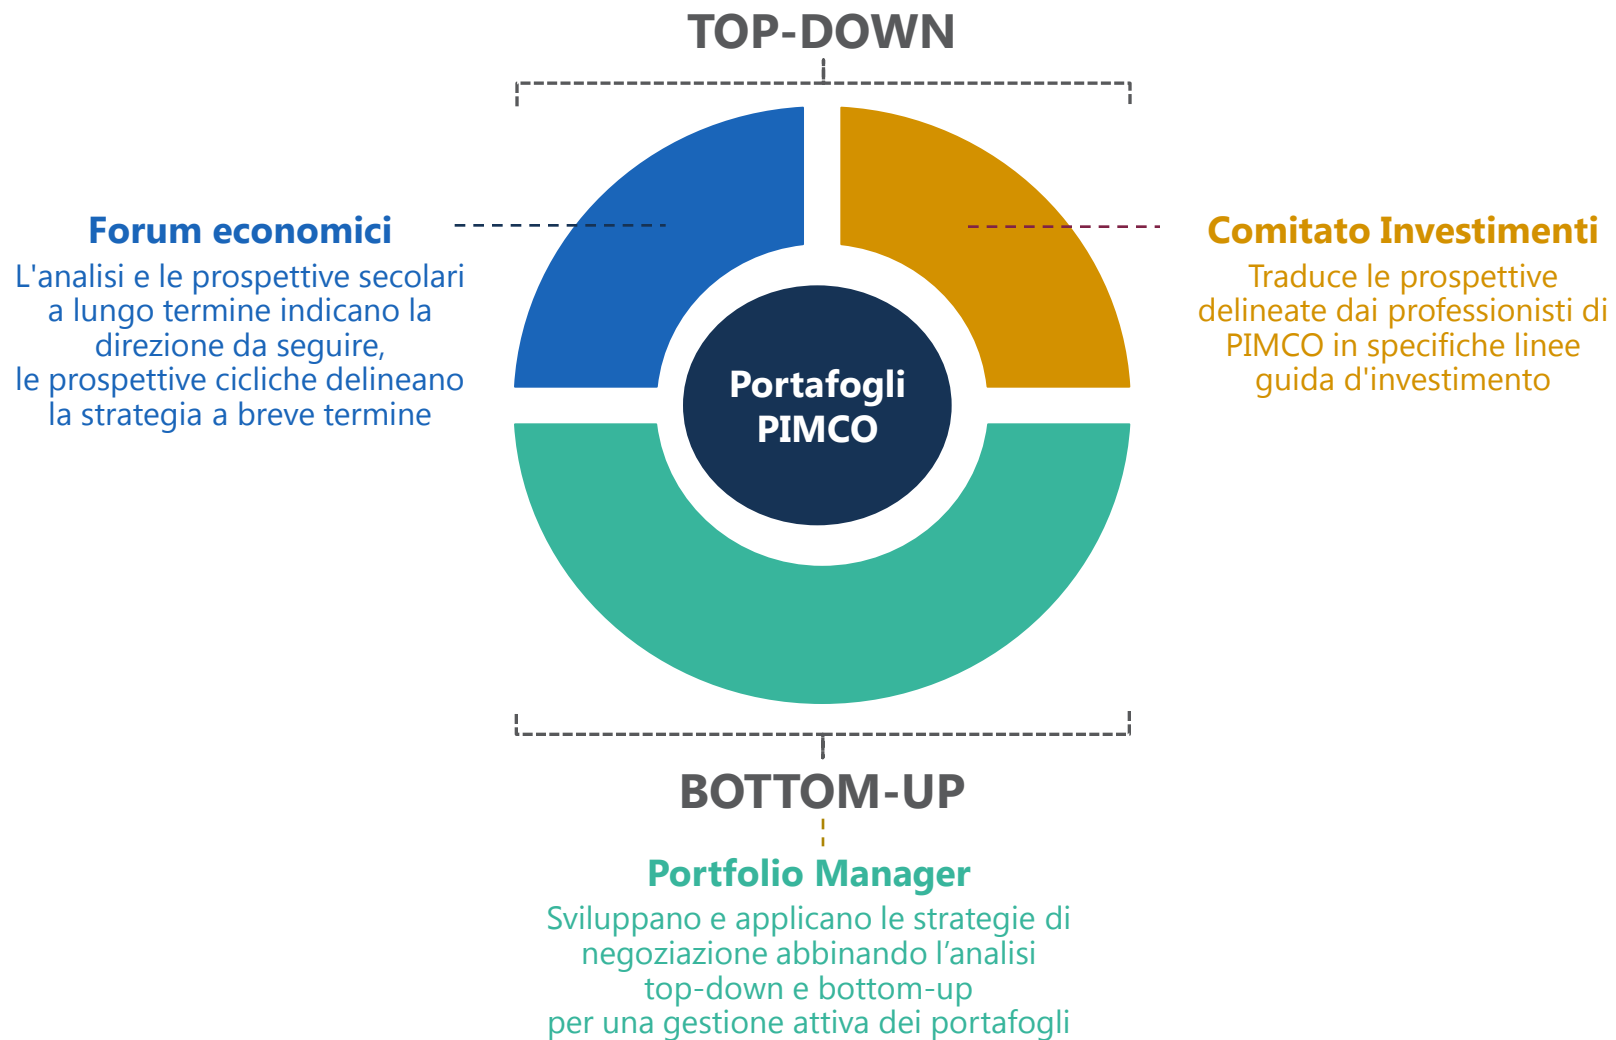 TOP-DOWN
Forum economici
L'analisi e le prospettive secolari
a lungo termine indicano la
direzione da seguire,
le prospettive cicliche delineano
la strategia a breve termine
Comitato Investimenti
Traduce le prospettive
delineate dai professionisti di
PIMCO in specifiche linee
guida d'investimento
Portafogli
PIMCO
BOTTOM-UP
Portfolio Manager
Sviluppano e applicano le strategie di
negoziazione abbinando l’analisi
top-down e bottom-up
per una gestione attiva dei portafogli